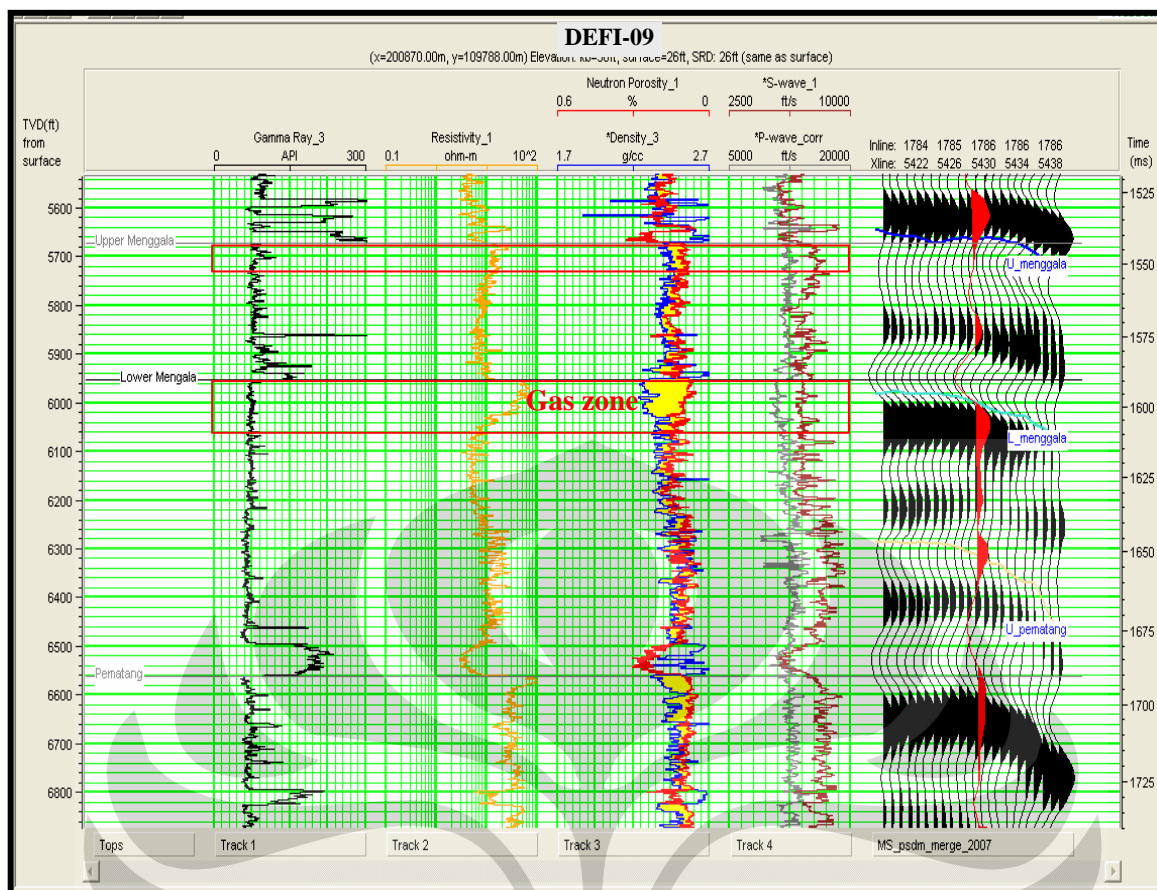 DEFI-09
(x=200870.00m, y=109788.00m) Elevation: kb=50ft, surface=26ft, SRD: 26ft (same as surface)
Neutron Porosity_1
0.6 % 0
*S-wave_1
2500 ft/s 10000
TVD(ft)
from
surface
Gamma Ray_3
0 API 300
Resistivity_1
0.1 ohm-m 10^2
*Density_3
1.7 g/cc 2.7
*P-wave_corr
5000 ft/s 20000
Inline: 1784 1785 1786 1786 1786
Xline: 5422 5426 5430 5434 5438
Time
(ms)
5600
5700
5800
5900
6000
6100
6200
6300
6400
6500
6600
6700
6800
Upper Menggala
Lower Mengala
Pematang
Gas zone
U_menggala
L_menggala
U_pematang
1525
1550
1575
1600
1625
1650
1675
1700
1725
Tops
Track 1
Track 2
Track 3
Track 4
MS_psdm_merge_2007